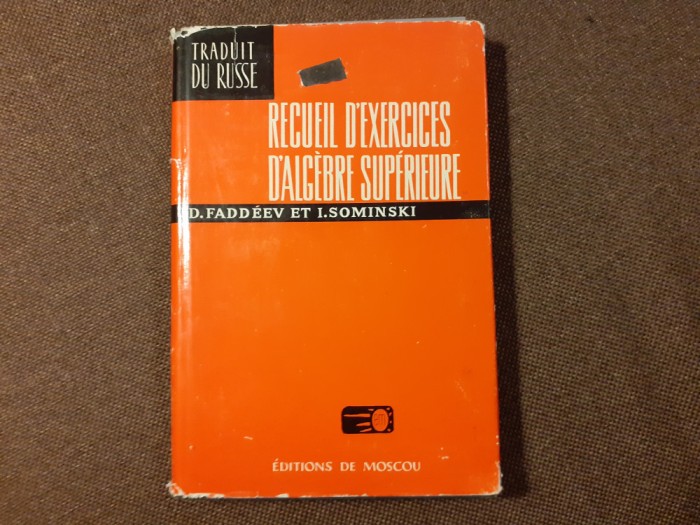 TRADUIT
DU RUSSE
RECUEIL D'EXERCICES
D'ALGÈBRE SUPÉRIEURE
D.FADDÉEV ET I.SOMINSKI
ÉDITIONS DE MOSCOU